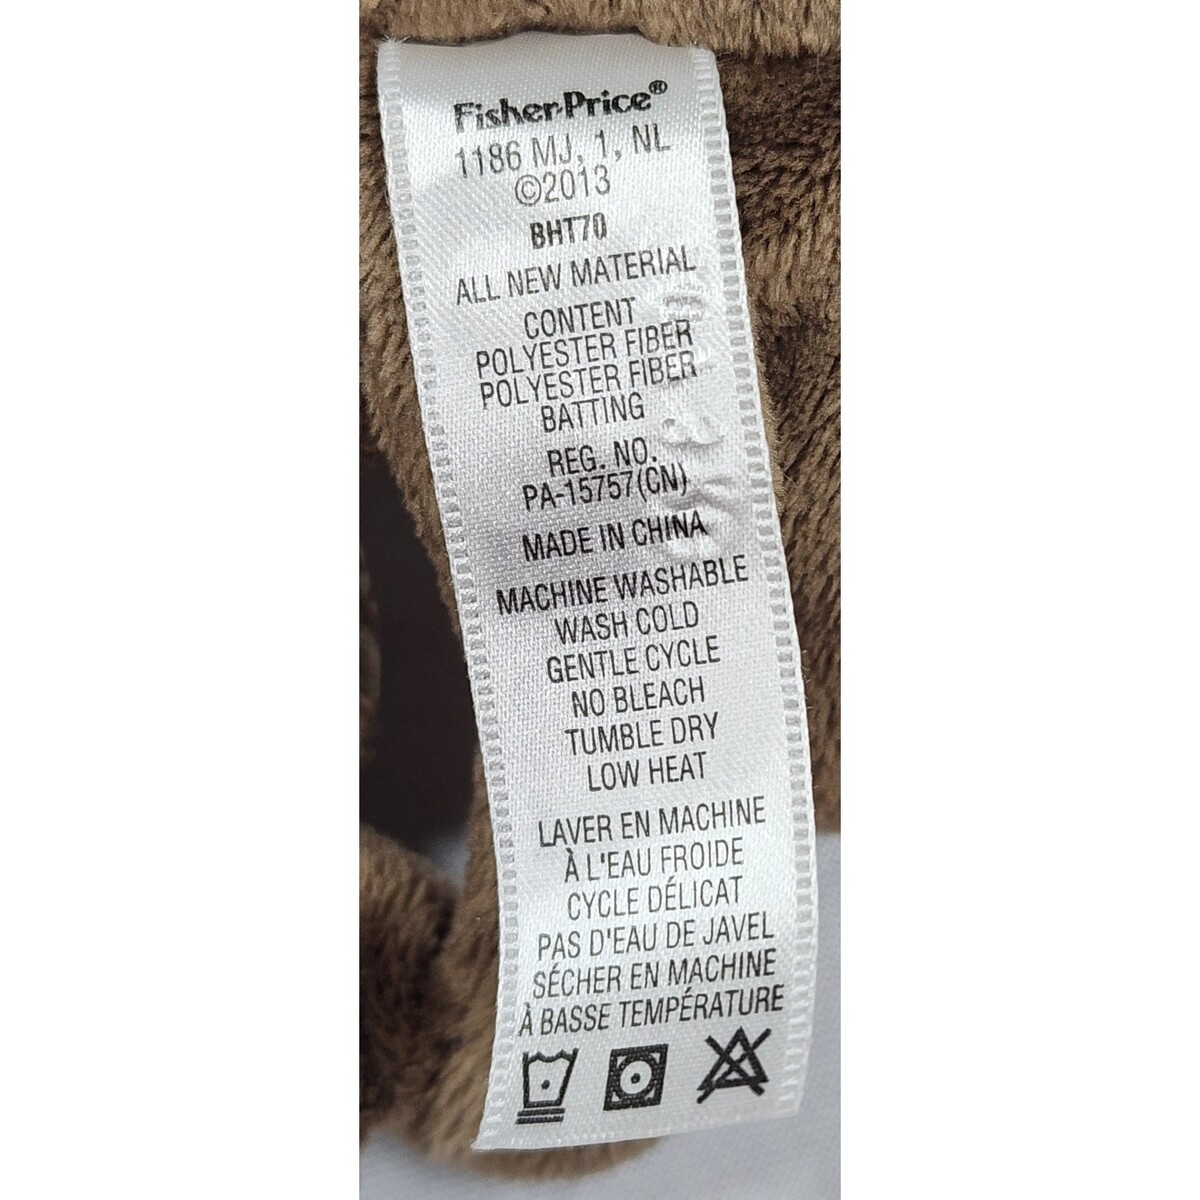 Fisher-Price®
1186 MJ, 1, NL
©2013
BHT70
ALL NEW MATERIAL
CONTENT
POLYESTER FIBER
POLYESTER FIBER
BATTING
REG. NO.
PA-15757(CN)
MADE IN CHINA
MACHINE WASHABLE
WASH COLD
GENTLE CYCLE
NO BLEACH
TUMBLE DRY
LOW HEAT
LAVER EN MACHINE
À L'EAU FROIDE
CYCLE DÉLICAT
PAS D'EAU DE JAVEL
SÉCHER EN MACHINE
À BASSE TEMPÉRATURE